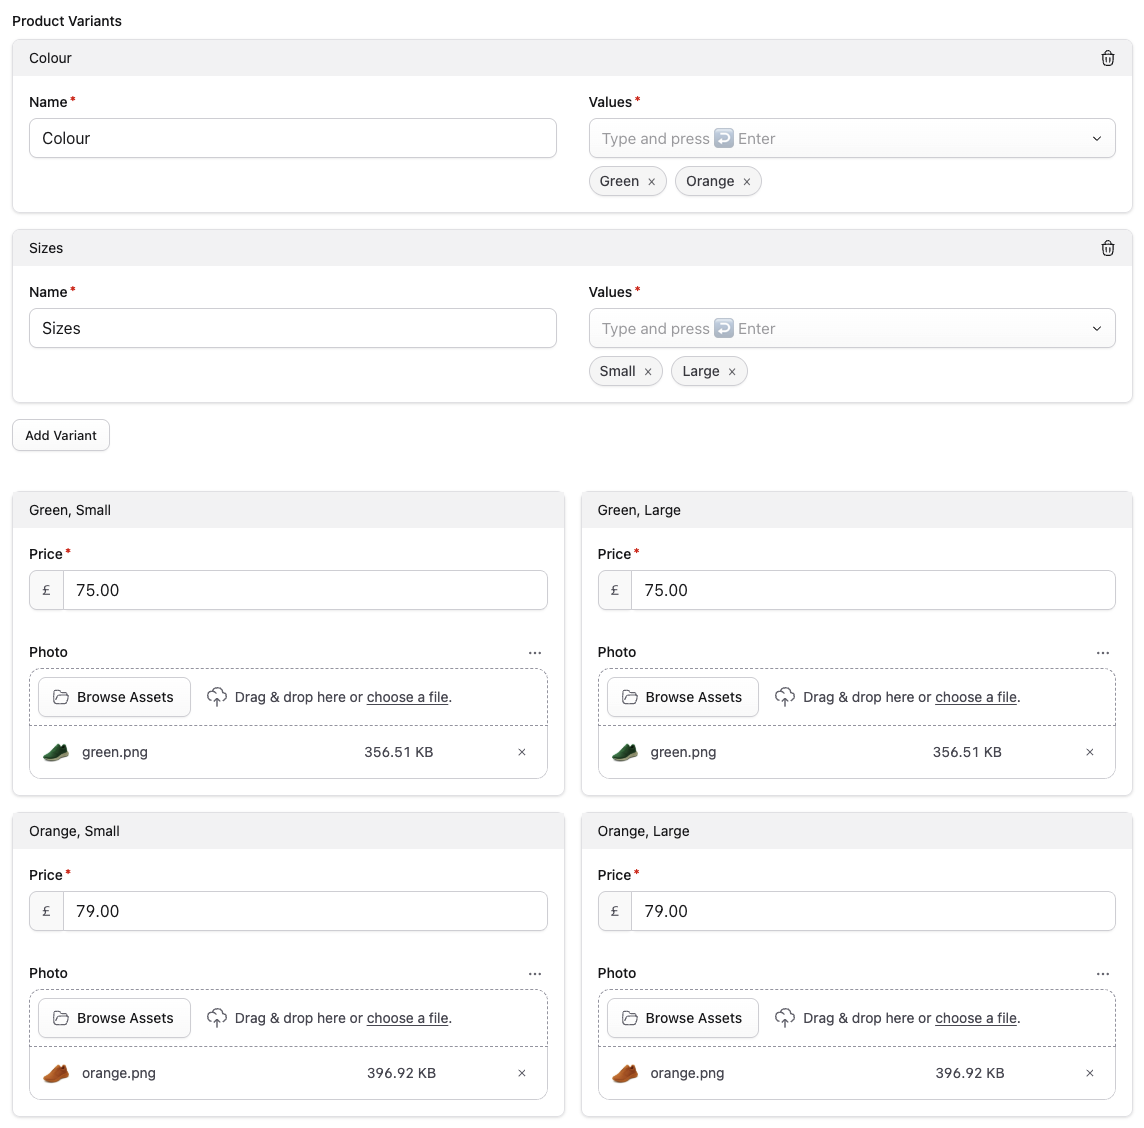 Product Variants
Colour
Name* Values*
Colour Type and press ↩ Enter
Green × Orange ×
Sizes
Name* Values*
Sizes Type and press ↩ Enter
Small × Large ×
Add Variant
Green, Small
Price*
£ 75.00
Photo ...
Browse Assets Drag & drop here or choose a file.
green.png 356.51 KB ×
Green, Large
Price*
£ 75.00
Photo ...
Browse Assets Drag & drop here or choose a file.
green.png 356.51 KB ×
Orange, Small
Price*
£ 79.00
Photo ...
Browse Assets Drag & drop here or choose a file.
orange.png 396.92 KB ×
Orange, Large
Price*
£ 79.00
Photo ...
Browse Assets Drag & drop here or choose a file.
orange.png 396.92 KB ×